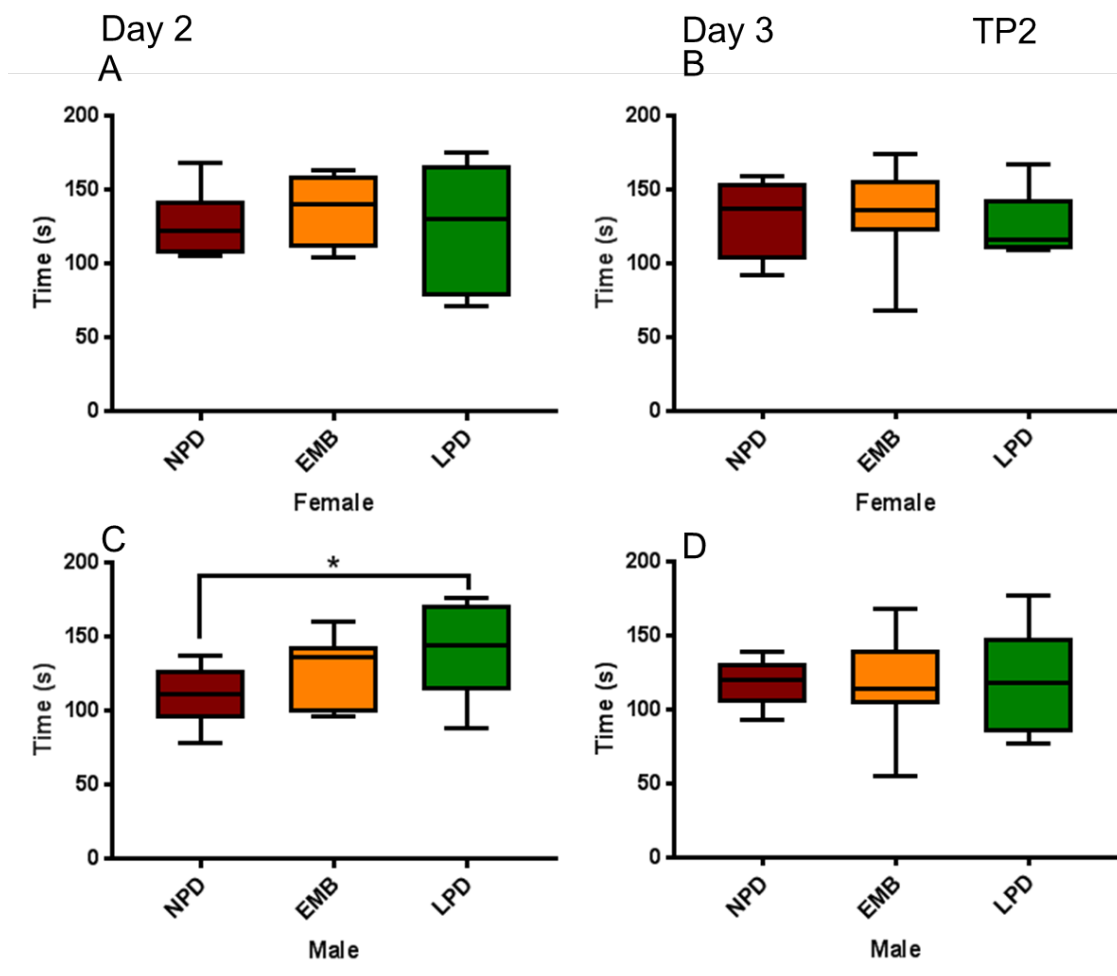 Day 2
Day 3
TP2
A
B
200
150
100
50
0
Time (s)
NPD
EMB
LPD
Female
200
150
100
50
0
Time (s)
NPD
EMB
LPD
Female
C
D
200
150
100
50
0
Time (s)
*
NPD
EMB
LPD
Male
200
150
100
50
0
Time (s)
NPD
EMB
LPD
Male